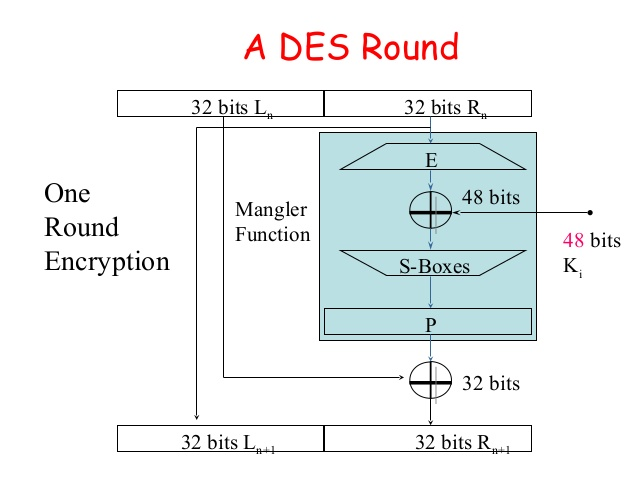 A DES Round
32 bits Ln
32 bits Rn
E
One
Round
Encryption
Mangler
Function
48 bits
48 bits
Ki
S-Boxes
P
32 bits
32 bits Ln+1
32 bits Rn+1